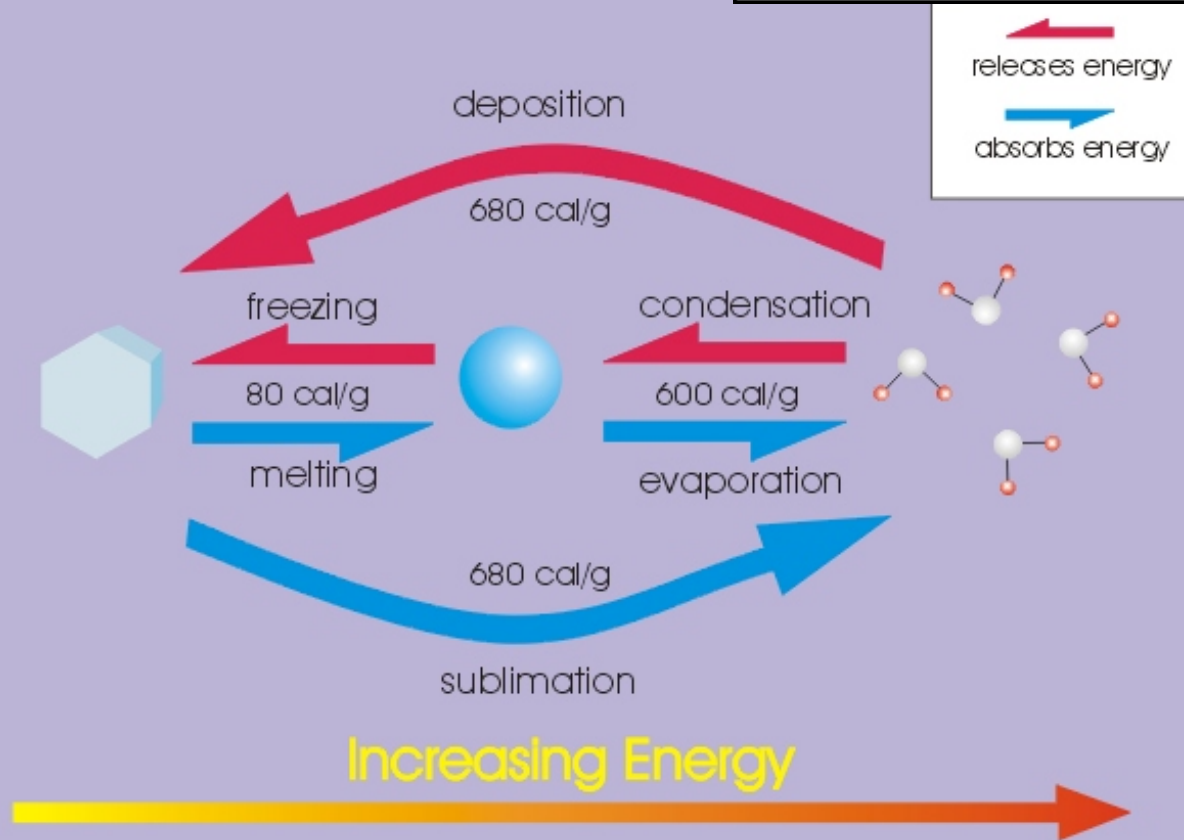 releases energy
absorbs energy
deposition
680 cal/g
freezing
condensation
80 cal/g
600 cal/g
melting
evaporation
680 cal/g
sublimation
Increasing Energy